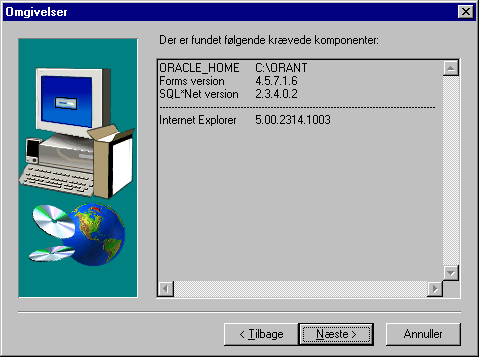 Omgivelser
Der er fundet følgende krævede komponenter:
ORACLE_HOME C:\ORANT
Forms version 4.5.7.1.6
SQL*Net version 2.3.4.0.2
Internet Explorer 5.00.2314.1003
< Tilbage Næste > Annuller